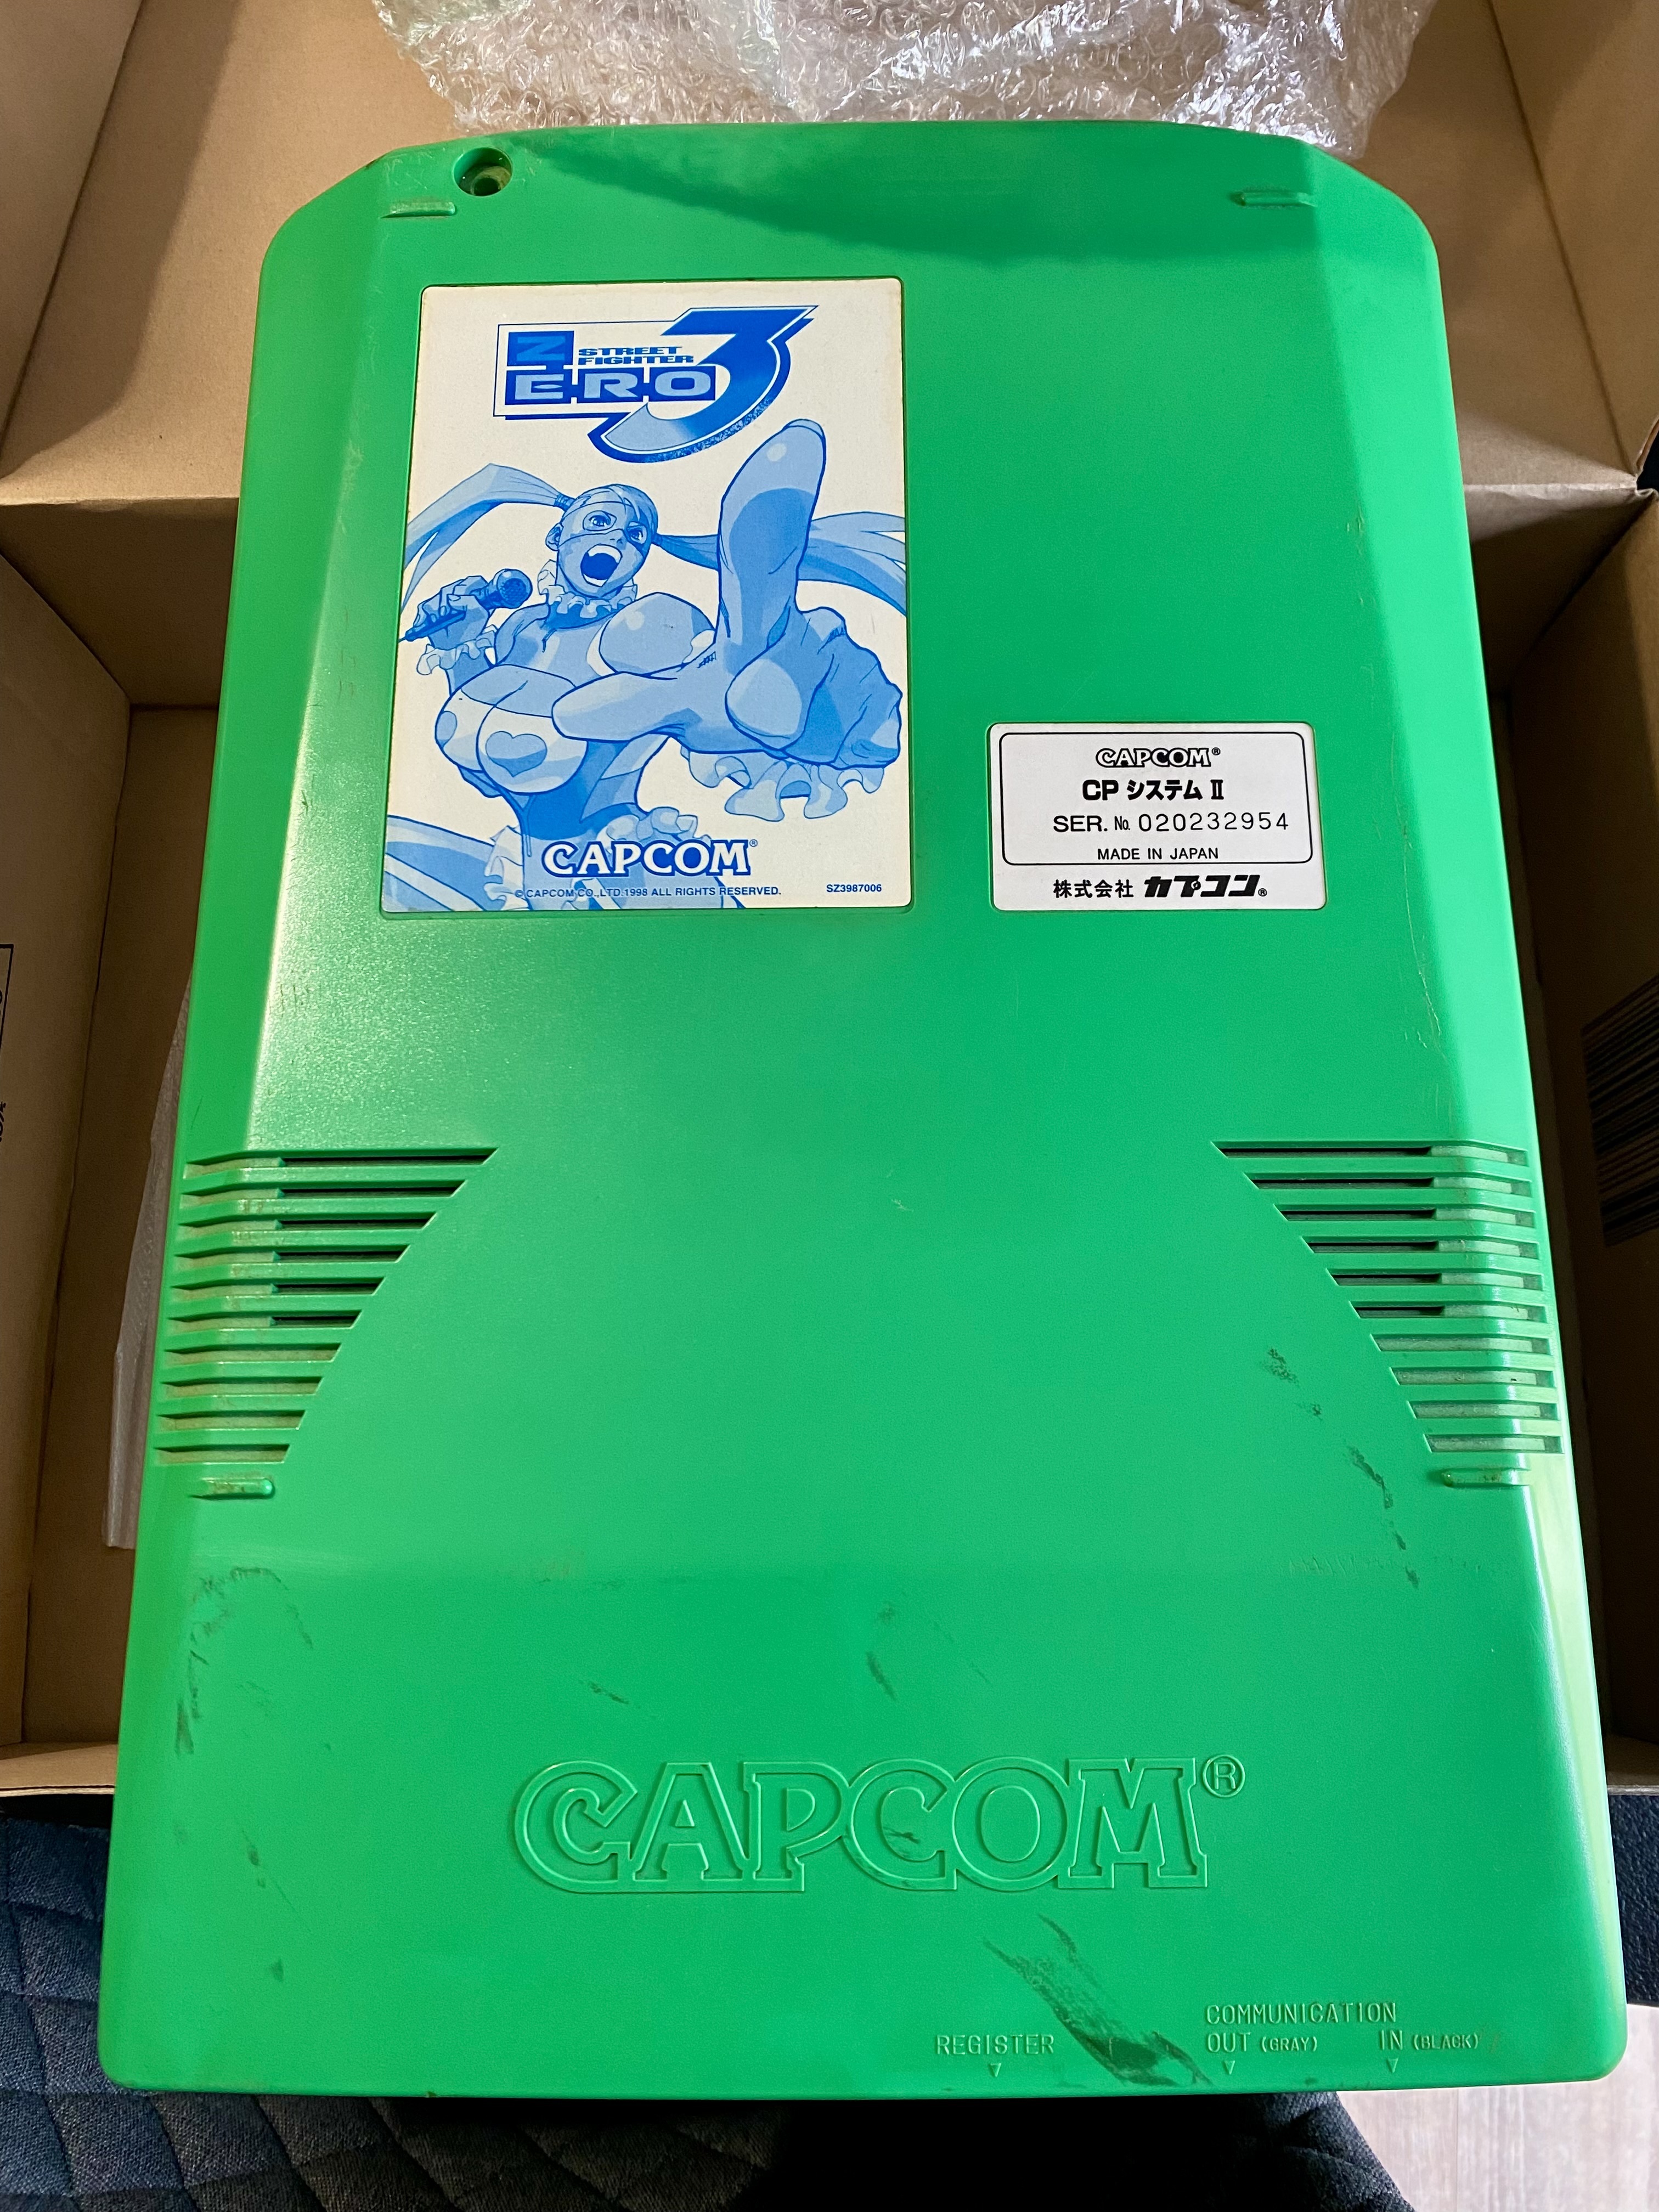 Z STREET
FIGHTER
ERO 3
CAPCOM®
© CAPCOM CO.,LTD.1998 ALL RIGHTS RESERVED.
SZ3987006
CAPCOM®
CP システム II
SER. No. 020232954
MADE IN JAPAN
株式会社 カプコン®
CAPCOM®
REGISTER
COMMUNICATION
OUT (GRAY) IN (BLACK)